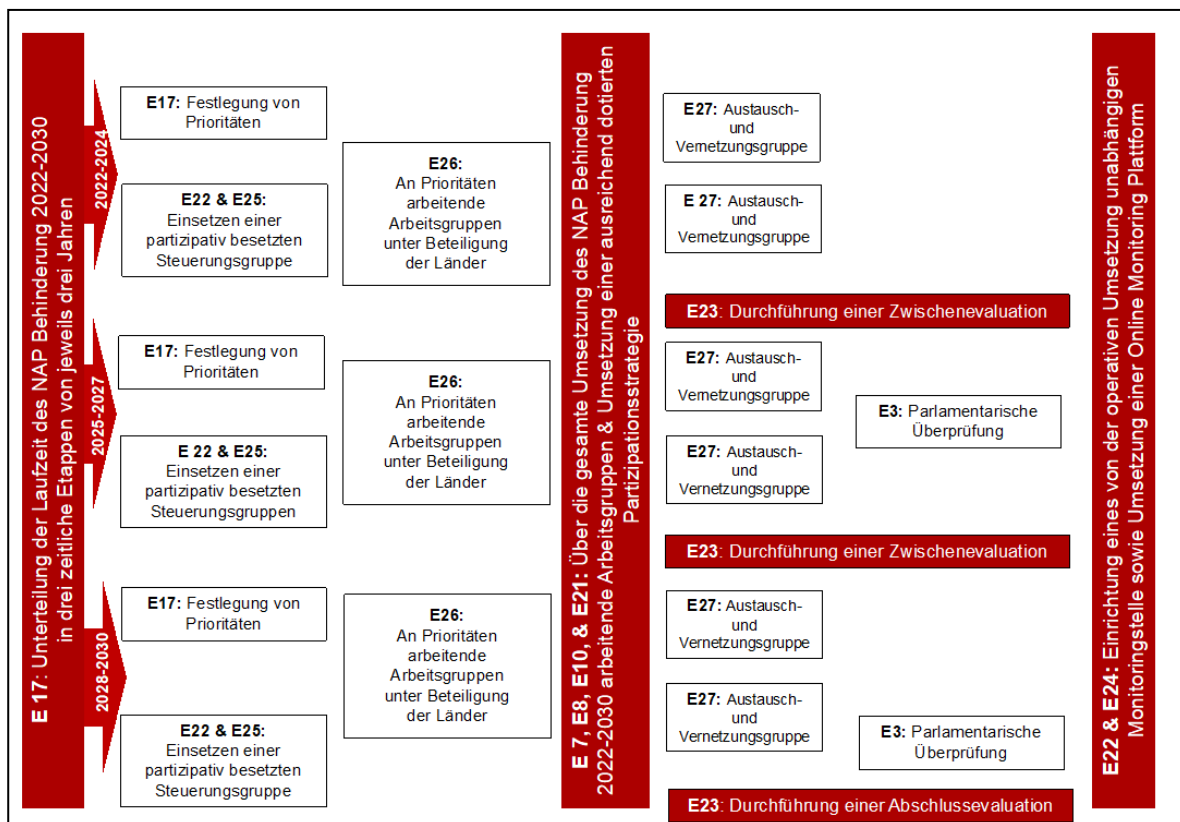 E 17: Unterteilung der Laufzeit des NAP Behinderung 2022-2030
in drei zeitliche Etappen von jeweils drei Jahren
2022-2024
E17: Festlegung von
Prioritäten
E22 & E25:
Einsetzen einer
partizipativ besetzten
Steuerungsgruppe
E26:
An Prioritäten
arbeitende
Arbeitsgruppen
unter Beteiligung
der Länder
2025-2027
E17: Festlegung von
Prioritäten
E 22 & E25:
Einsetzen einer
partizipativ besetzten
Steuerungsgruppen
E26:
An Prioritäten
arbeitende
Arbeitsgruppen
unter Beteiligung
der Länder
2028-2030
E17: Festlegung von
Prioritäten
E22 & E25:
Einsetzen einer
partizipativ besetzten
Steuerungsgruppe
E26:
An Prioritäten
arbeitende
Arbeitsgruppen
unter Beteiligung
der Länder
E 7, E8, E10, & E21: Über die gesamte Umsetzung des NAP Behinderung
2022-2030 arbeitende Arbeitsgruppen & Umsetzung einer ausreichend dotierten
Partizipationsstrategie
E27: Austausch-
und
Vernetzungsgruppe
E 27: Austausch-
und
Vernetzungsgruppe
E23: Durchführung einer Zwischenevaluation
E27: Austausch-
und
Vernetzungsgruppe
E3: Parlamentarische
Überprüfung
E27: Austausch-
und
Vernetzungsgruppe
E23: Durchführung einer Zwischenevaluation
E27: Austausch-
und
Vernetzungsgruppe
E27: Austausch-
und
Vernetzungsgruppe
E3: Parlamentarische
Überprüfung
E23: Durchführung einer Abschlussevaluation
E22 & E24: Einrichtung eines von der operativen Umsetzung unabhängigen
Monitoringstelle sowie Umsetzung einer Online Monitoring Plattform